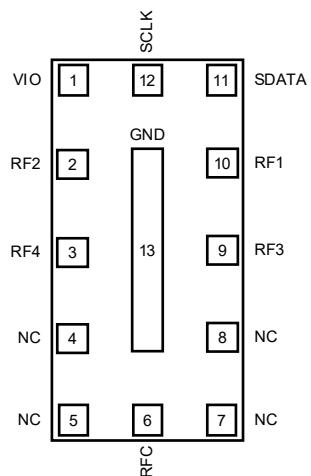 SCLK
VIO 1 12 11 SDATA
GND
RF2 2 10 RF1
RF4 3 13 9 RF3
NC 4 8 NC
NC 5 6 7 NC
RFC